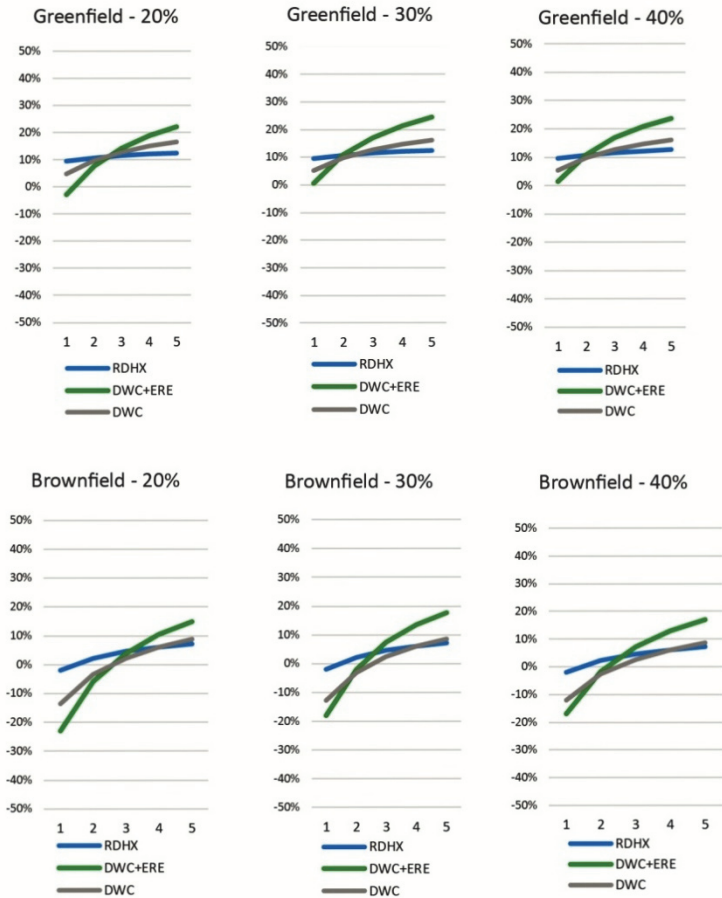 Greenfield - 20%
50%
40%
30%
20%
10%
0%
-10%
-20%
-30%
-40%
-50%
1 2 3 4 5
RDHX
DWC+ERE
DWC
Greenfield - 30%
50%
40%
30%
20%
10%
0%
-10%
-20%
-30%
-40%
-50%
1 2 3 4 5
RDHX
DWC+ERE
DWC
Greenfield - 40%
50%
40%
30%
20%
10%
0%
-10%
-20%
-30%
-40%
-50%
1 2 3 4 5
RDHX
DWC+ERE
DWC
Brownfield - 20%
50%
40%
30%
20%
10%
0%
-10%
-20%
-30%
-40%
-50%
1 2 3 4 5
RDHX
DWC+ERE
DWC
Brownfield - 30%
50%
40%
30%
20%
10%
0%
-10%
-20%
-30%
-40%
-50%
1 2 3 4 5
RDHX
DWC+ERE
DWC
Brownfield - 40%
50%
40%
30%
20%
10%
0%
-10%
-20%
-30%
-40%
-50%
1 2 3 4 5
RDHX
DWC+ERE
DWC